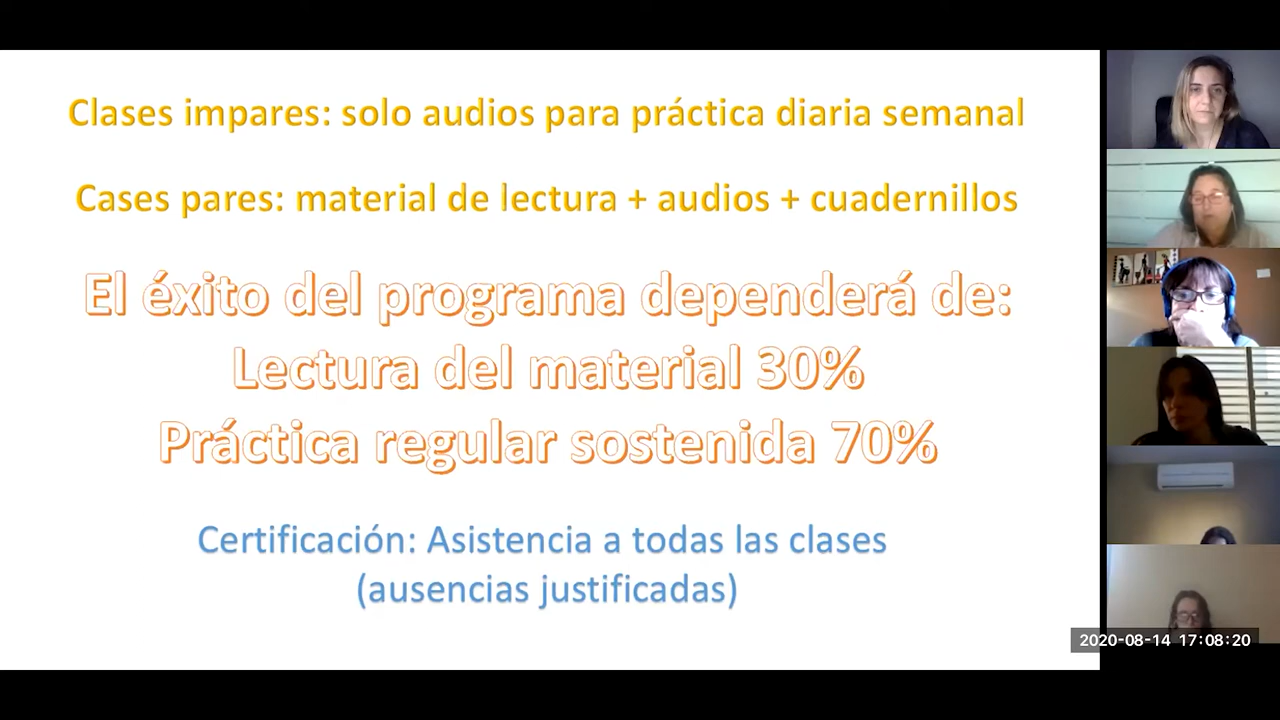 Clases impares: solo audios para práctica diaria semanal
Cases pares: material de lectura + audios + cuadernillos
El éxito del programa dependerá de:
Lectura del material 30%
Práctica regular sostenida 70%
Certificación: Asistencia a todas las clases
(ausencias justificadas)
2020-08-14 17:08:20